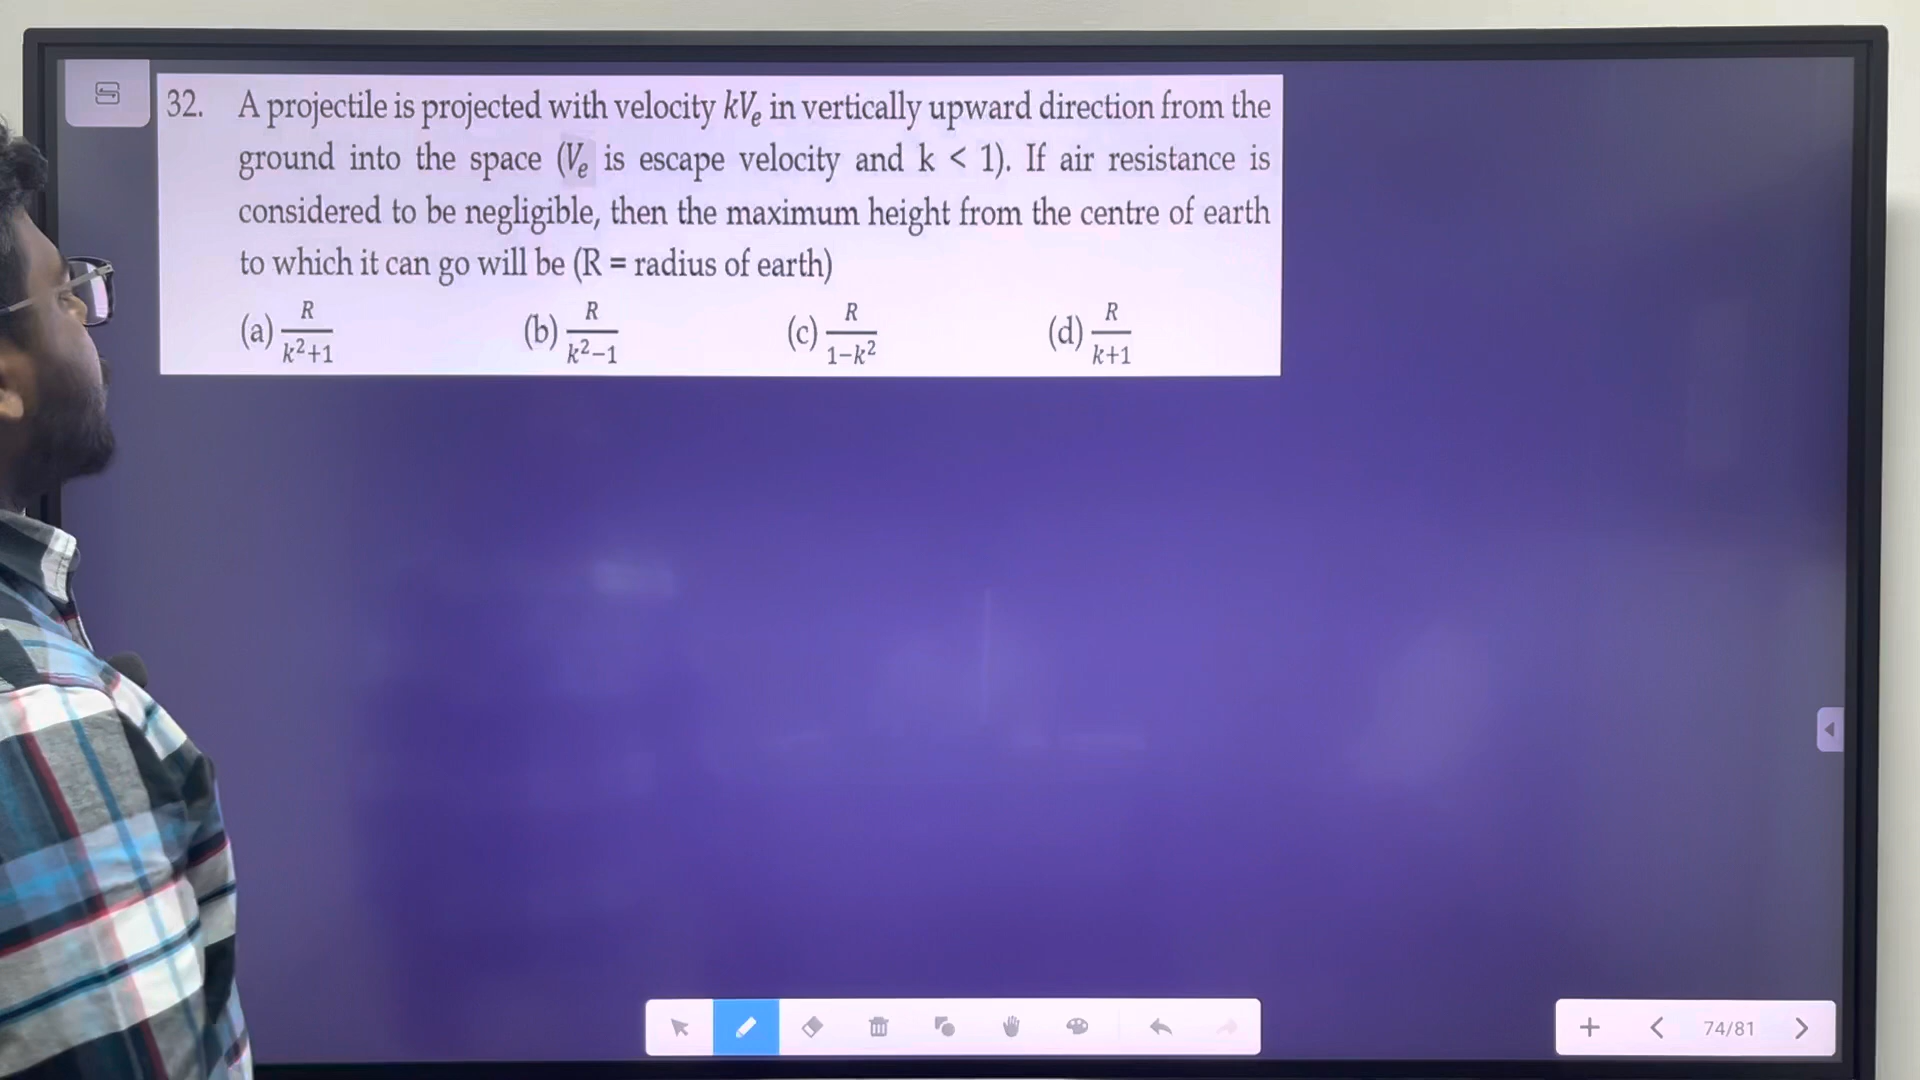 32. A projectile is projected with velocity kVₑ in vertically upward direction from the
ground into the space (Vₑ is escape velocity and k < 1). If air resistance is
considered to be negligible, then the maximum height from the centre of earth
to which it can go will be (R = radius of earth)
(a) R/(k²+1) (b) R/(k²−1) (c) R/(1−k²) (d) R/(k+1)
74/81